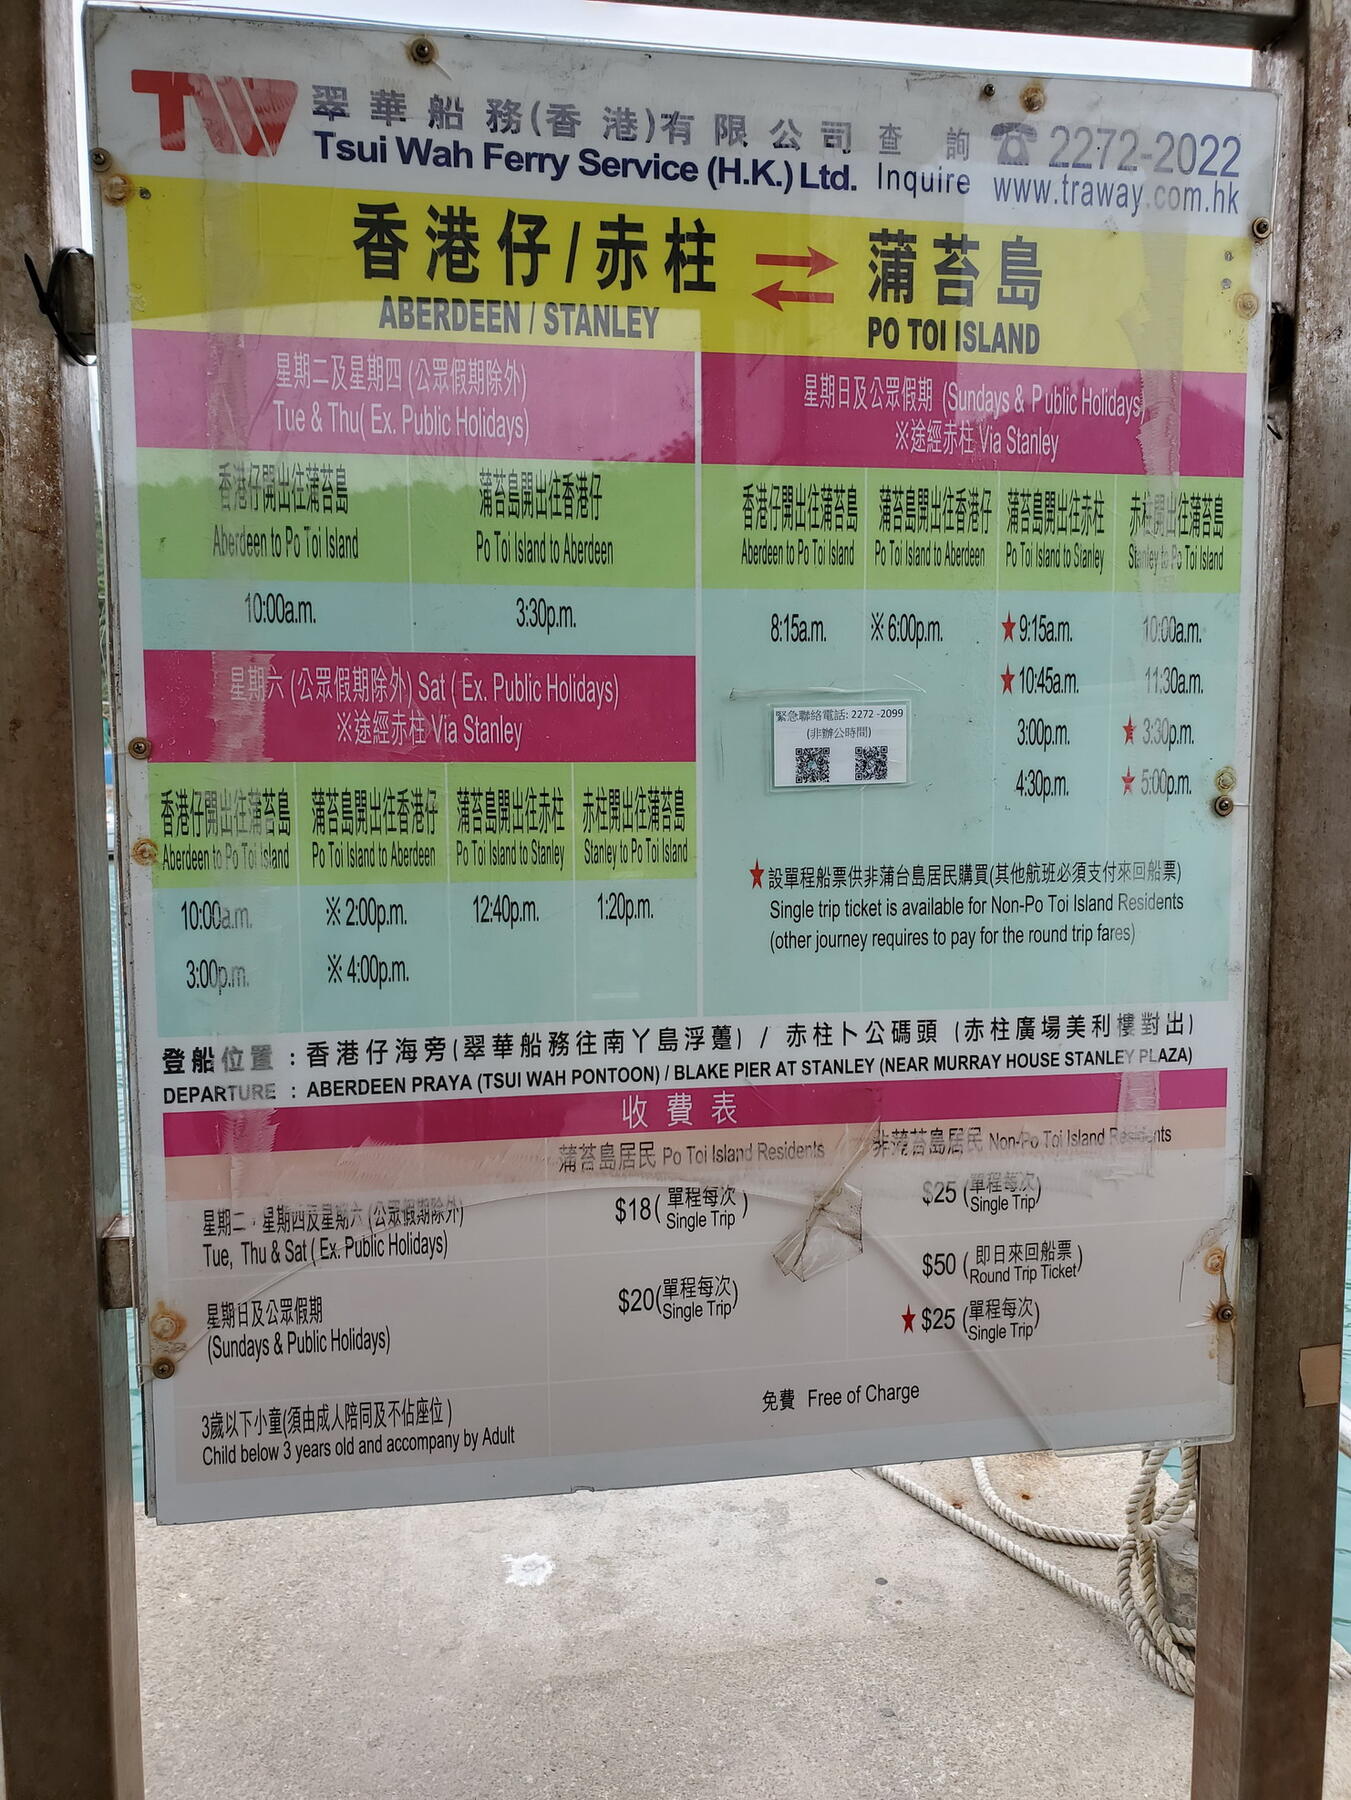 TW 翠華船務(香港)有限公司 查詢 ☎ 2272-2022
Tsui Wah Ferry Service (H.K.) Ltd. Inquire www.traway.com.hk
香港仔/赤柱 ⇄ 蒲苔島
ABERDEEN / STANLEY PO TOI ISLAND
星期二及星期四 (公眾假期除外)
Tue & Thu( Ex. Public Holidays)
香港仔開出往蒲苔島 蒲苔島開出往香港仔
Aberdeen to Po Toi Island Po Toi Island to Aberdeen
10:00a.m. 3:30p.m.
星期六 (公眾假期除外) Sat ( Ex. Public Holidays)
※途經赤柱 Via Stanley
香港仔開出往蒲苔島 蒲苔島開出往香港仔 蒲苔島開出往赤柱 赤柱開出往蒲苔島
Aberdeen to Po Toi Island Po Toi Island to Aberdeen Po Toi Island to Stanley Stanley to Po Toi Island
10:00a.m. ※ 2:00p.m. 12:40p.m. 1:20p.m.
3:00p.m. ※ 4:00p.m.
星期日及公眾假期 (Sundays & Public Holidays)
※途經赤柱 Via Stanley
香港仔開出往蒲苔島 蒲苔島開出往香港仔 蒲苔島開出往赤柱 赤柱開出往蒲苔島
Aberdeen to Po Toi Island Po Toi Island to Aberdeen Po Toi Island to Stanley Stanley to Po Toi Island
8:15a.m. ※ 6:00p.m. ★ 9:15a.m. 10:00a.m.
★ 10:45a.m. 11:30a.m.
3:00p.m. ★ 3:30p.m.
4:30p.m. ★ 5:00p.m.
緊急聯絡電話: 2272 -2099
(非辦公時間)
★ 設單程船票供非蒲台島居民購買(其他航班必須支付來回船票)
Single trip ticket is available for Non-Po Toi Island Residents
(other journey requires to pay for the round trip fares)
登船位置 : 香港仔海旁 (翠華船務往南丫島浮躉) / 赤柱卜公碼頭 (赤柱廣場美利樓對出)
DEPARTURE : ABERDEEN PRAYA (TSUI WAH PONTOON) / BLAKE PIER AT STANLEY (NEAR MURRAY HOUSE STANLEY PLAZA)
收費表
蒲苔島居民 Po Toi Island Residents 非蒲苔島居民 Non-Po Toi Island Residents
星期二，星期四及星期六 (公眾假期除外) $18 ( 單程每次 $25 (單程每次
Tue, Thu & Sat ( Ex. Public Holidays) Single Trip ) Single Trip)
$50 ( 即日來回船票
Round Trip Ticket)
星期日及公眾假期 $20(單程每次 ★ $25 (單程每次
(Sundays & Public Holidays) Single Trip) Single Trip)
3歲以下小童(須由成人陪同及不佔座位 ) 免費 Free of Charge
Child below 3 years old and accompany by Adult